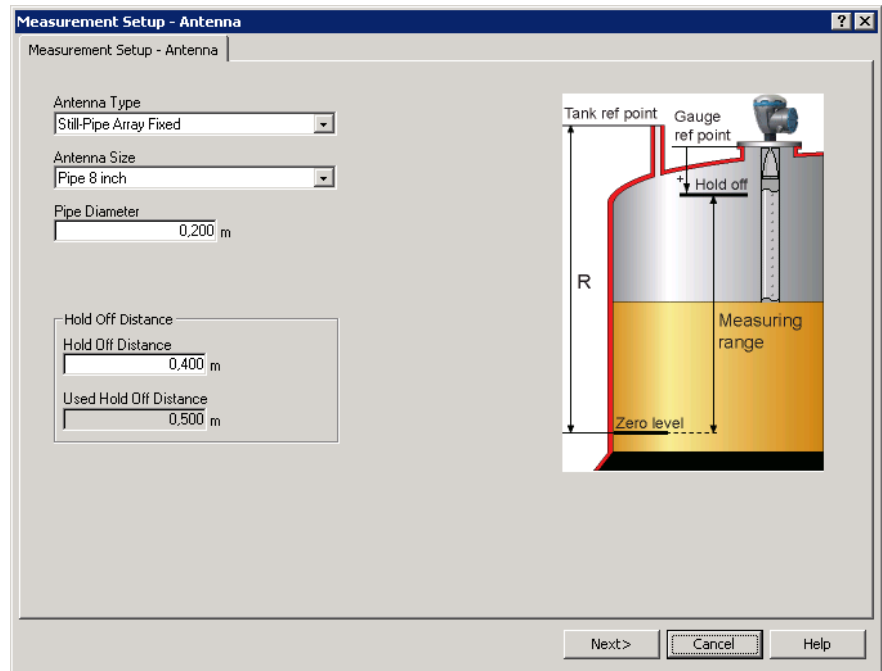 Measurement Setup - Antenna
Measurement Setup - Antenna
Antenna Type
Still-Pipe Array Fixed
Antenna Size
Pipe 8 inch
Pipe Diameter
0,200 m
Hold Off Distance
Hold Off Distance
0,400 m
Used Hold Off Distance
0,500 m
Tank ref point
Gauge
ref point
+
Hold off
R
Measuring
range
Zero level
Next>
Cancel
Help